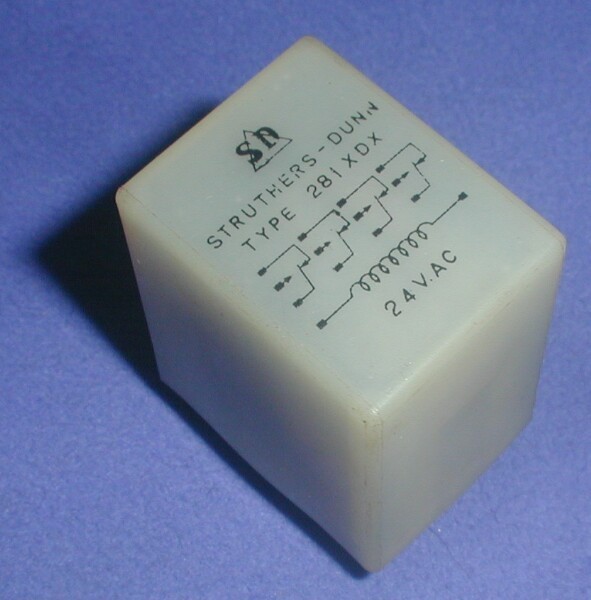 SD
STRUTHERS-DUNN
TYPE 281XDX
24V.AC